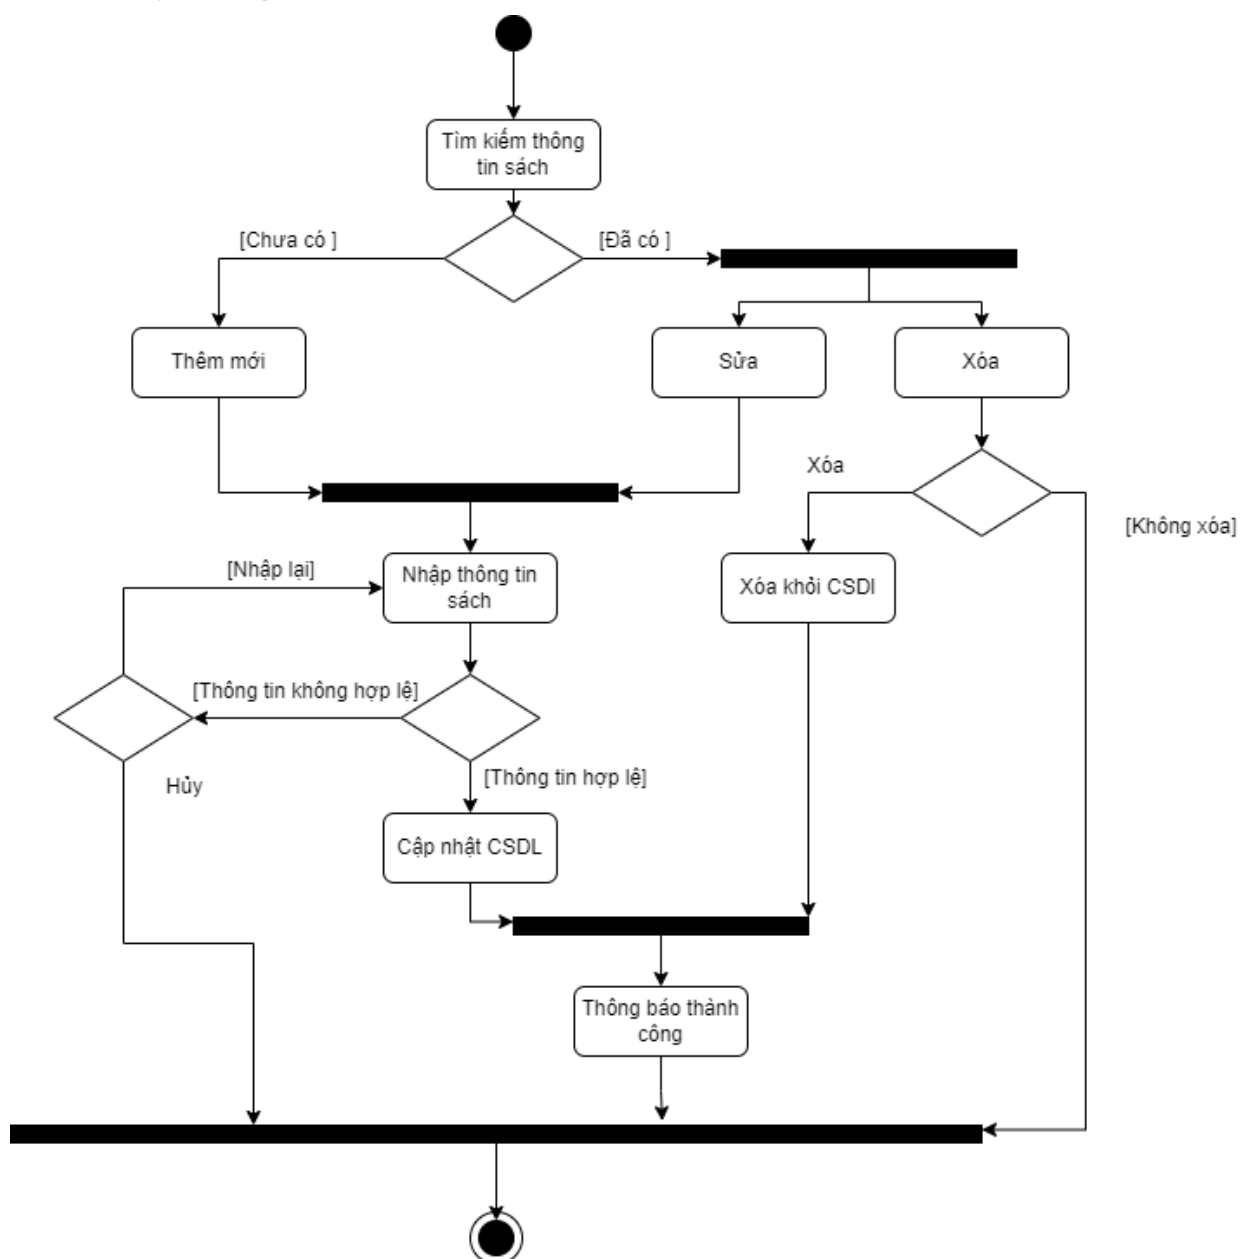 Tìm kiếm thông
tin sách
[Chưa có ]
[Đã có ]
Thêm mới
Sửa
Xóa
Xóa
[Không xóa]
[Nhập lại]
Nhập thông tin
sách
Xóa khỏi CSDl
[Thông tin không hợp lệ]
Hủy
[Thông tin hợp lệ]
Cập nhật CSDL
Thông báo thành
công